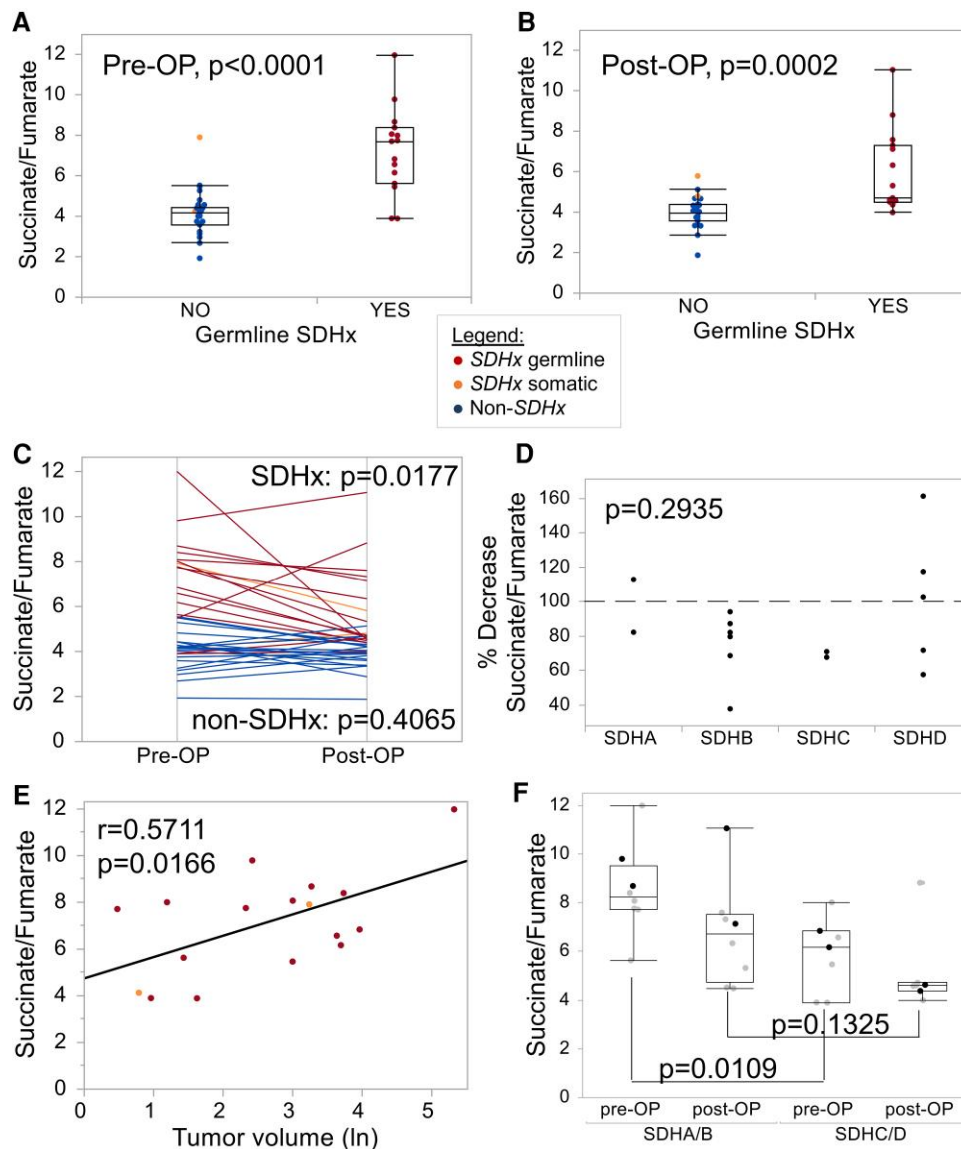 A
Pre-OP, p<0.0001
Succinate/Fumarate
12
10
8
6
4
2
0
NO
YES
Germline SDHx
B
Post-OP, p=0.0002
Succinate/Fumarate
12
10
8
6
4
2
0
NO
YES
Germline SDHx
Legend:
SDHx germline
SDHx somatic
Non-SDHx
C
SDHx: p=0.0177
Succinate/Fumarate
12
10
8
6
4
2
0
non-SDHx: p=0.4065
Pre-OP
Post-OP
D
p=0.2935
% Decrease
Succinate/Fumarate
160
140
120
100
80
60
40
SDHA
SDHB
SDHC
SDHD
E
r=0.5711
p=0.0166
Succinate/Fumarate
12
10
8
6
4
2
0
0
1
2
3
4
5
Tumor volume (ln)
F
Succinate/Fumarate
12
10
8
6
4
2
0
p=0.1325
p=0.0109
pre-OP
post-OP
pre-OP
post-OP
SDHA/B
SDHC/D